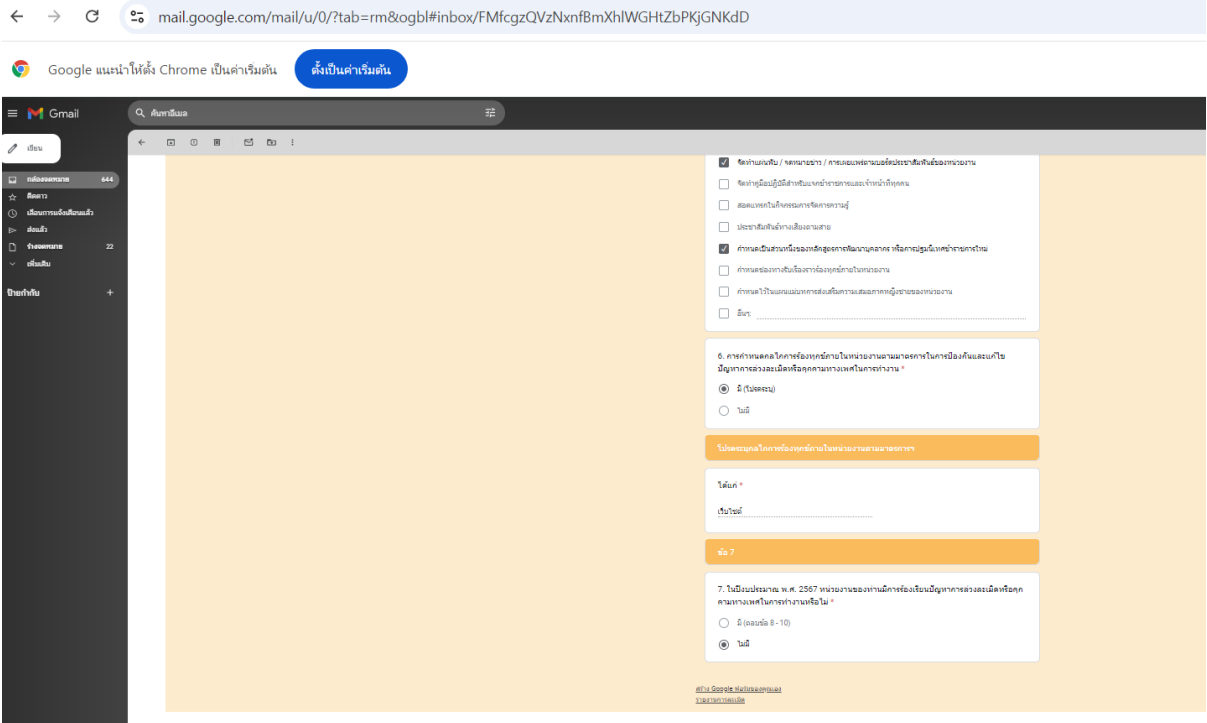 mail.google.com/mail/u/0/?tab=rm&ogbl#inbox/FMfcgzQVzNxnfBmXhlWGHtZbPKjGNKdD
Google แนะนำให้ตั้ง Chrome เป็นค่าเริ่มต้น
ตั้งเป็นค่าเริ่มต้น
Gmail
ค้นหาอีเมล
เขียน
กล่องจดหมาย 644
ติดดาว
เลื่อนการแจ้งเตือนแล้ว
ส่งแล้ว
ร่างจดหมาย 22
เพิ่มเติม
ป้ายกำกับ +
จัดทำแผ่นพับ / จดหมายข่าว / การเผยแพร่ตามบอร์ดประชาสัมพันธ์ของหน่วยงาน
จัดทำคู่มือปฏิบัติสำหรับแจกข้าราชการและเจ้าหน้าที่ทุกคน
สอดแทรกในกิจกรรมการจัดการความรู้
ประชาสัมพันธ์ทางเสียงตามสาย
กำหนดเป็นส่วนหนึ่งของหลักสูตรการพัฒนาบุคลากร หรือการปฐมนิเทศข้าราชการใหม่
กำหนดช่องทางรับเรื่องราวร้องทุกข์ภายในหน่วยงาน
กำหนดไว้ในแผนแม่บทการส่งเสริมความเสมอภาคหญิงชายของหน่วยงาน
อื่นๆ:
6. การกำหนดกลไกการร้องทุกข์ภายในหน่วยงานตามมาตรการในการป้องกันและแก้ไข
ปัญหาการล่วงละเมิดหรือคุกคามทางเพศในการทำงาน *
มี (โปรดระบุ)
ไม่มี
โปรดระบุกลไกการร้องทุกข์ภายในหน่วยงานตามมาตรการฯ
ได้แก่ *
เว็บไซต์
ข้อ 7
7. ในปีงบประมาณ พ.ศ. 2567 หน่วยงานของท่านมีการร้องเรียนปัญหาการล่วงละเมิดหรือคุก
คามทางเพศในการทำงานหรือไม่ *
มี (ตอบข้อ 8 - 10)
ไม่มี
สร้าง Google ฟอร์มของคุณเอง
รายงานการละเมิด